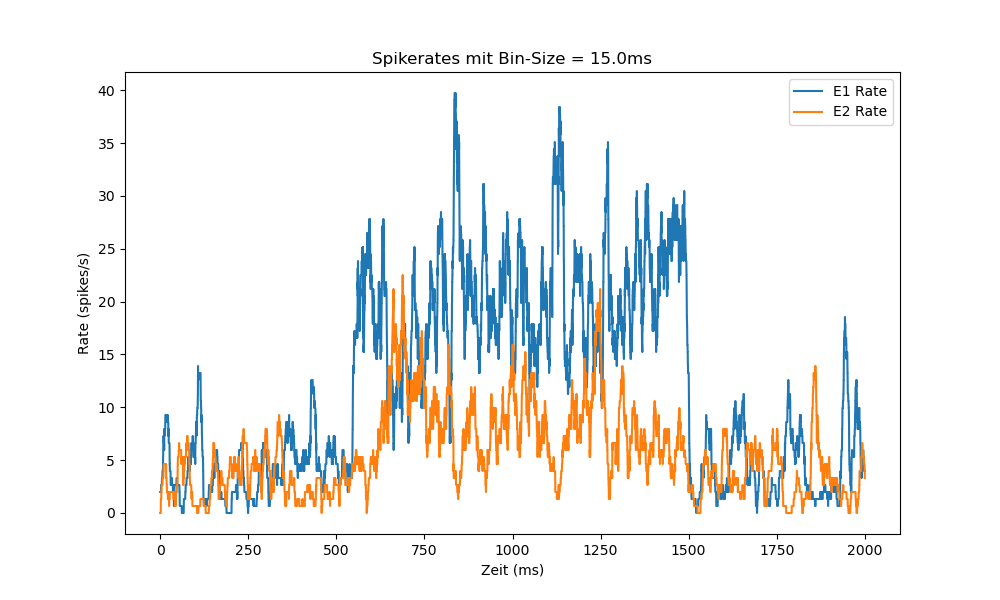 Spikerates mit Bin-Size = 15.0ms
E1 Rate
E2 Rate
Rate (spikes/s)
40
35
30
25
20
15
10
5
0
0 250 500 750 1000 1250 1500 1750 2000
Zeit (ms)